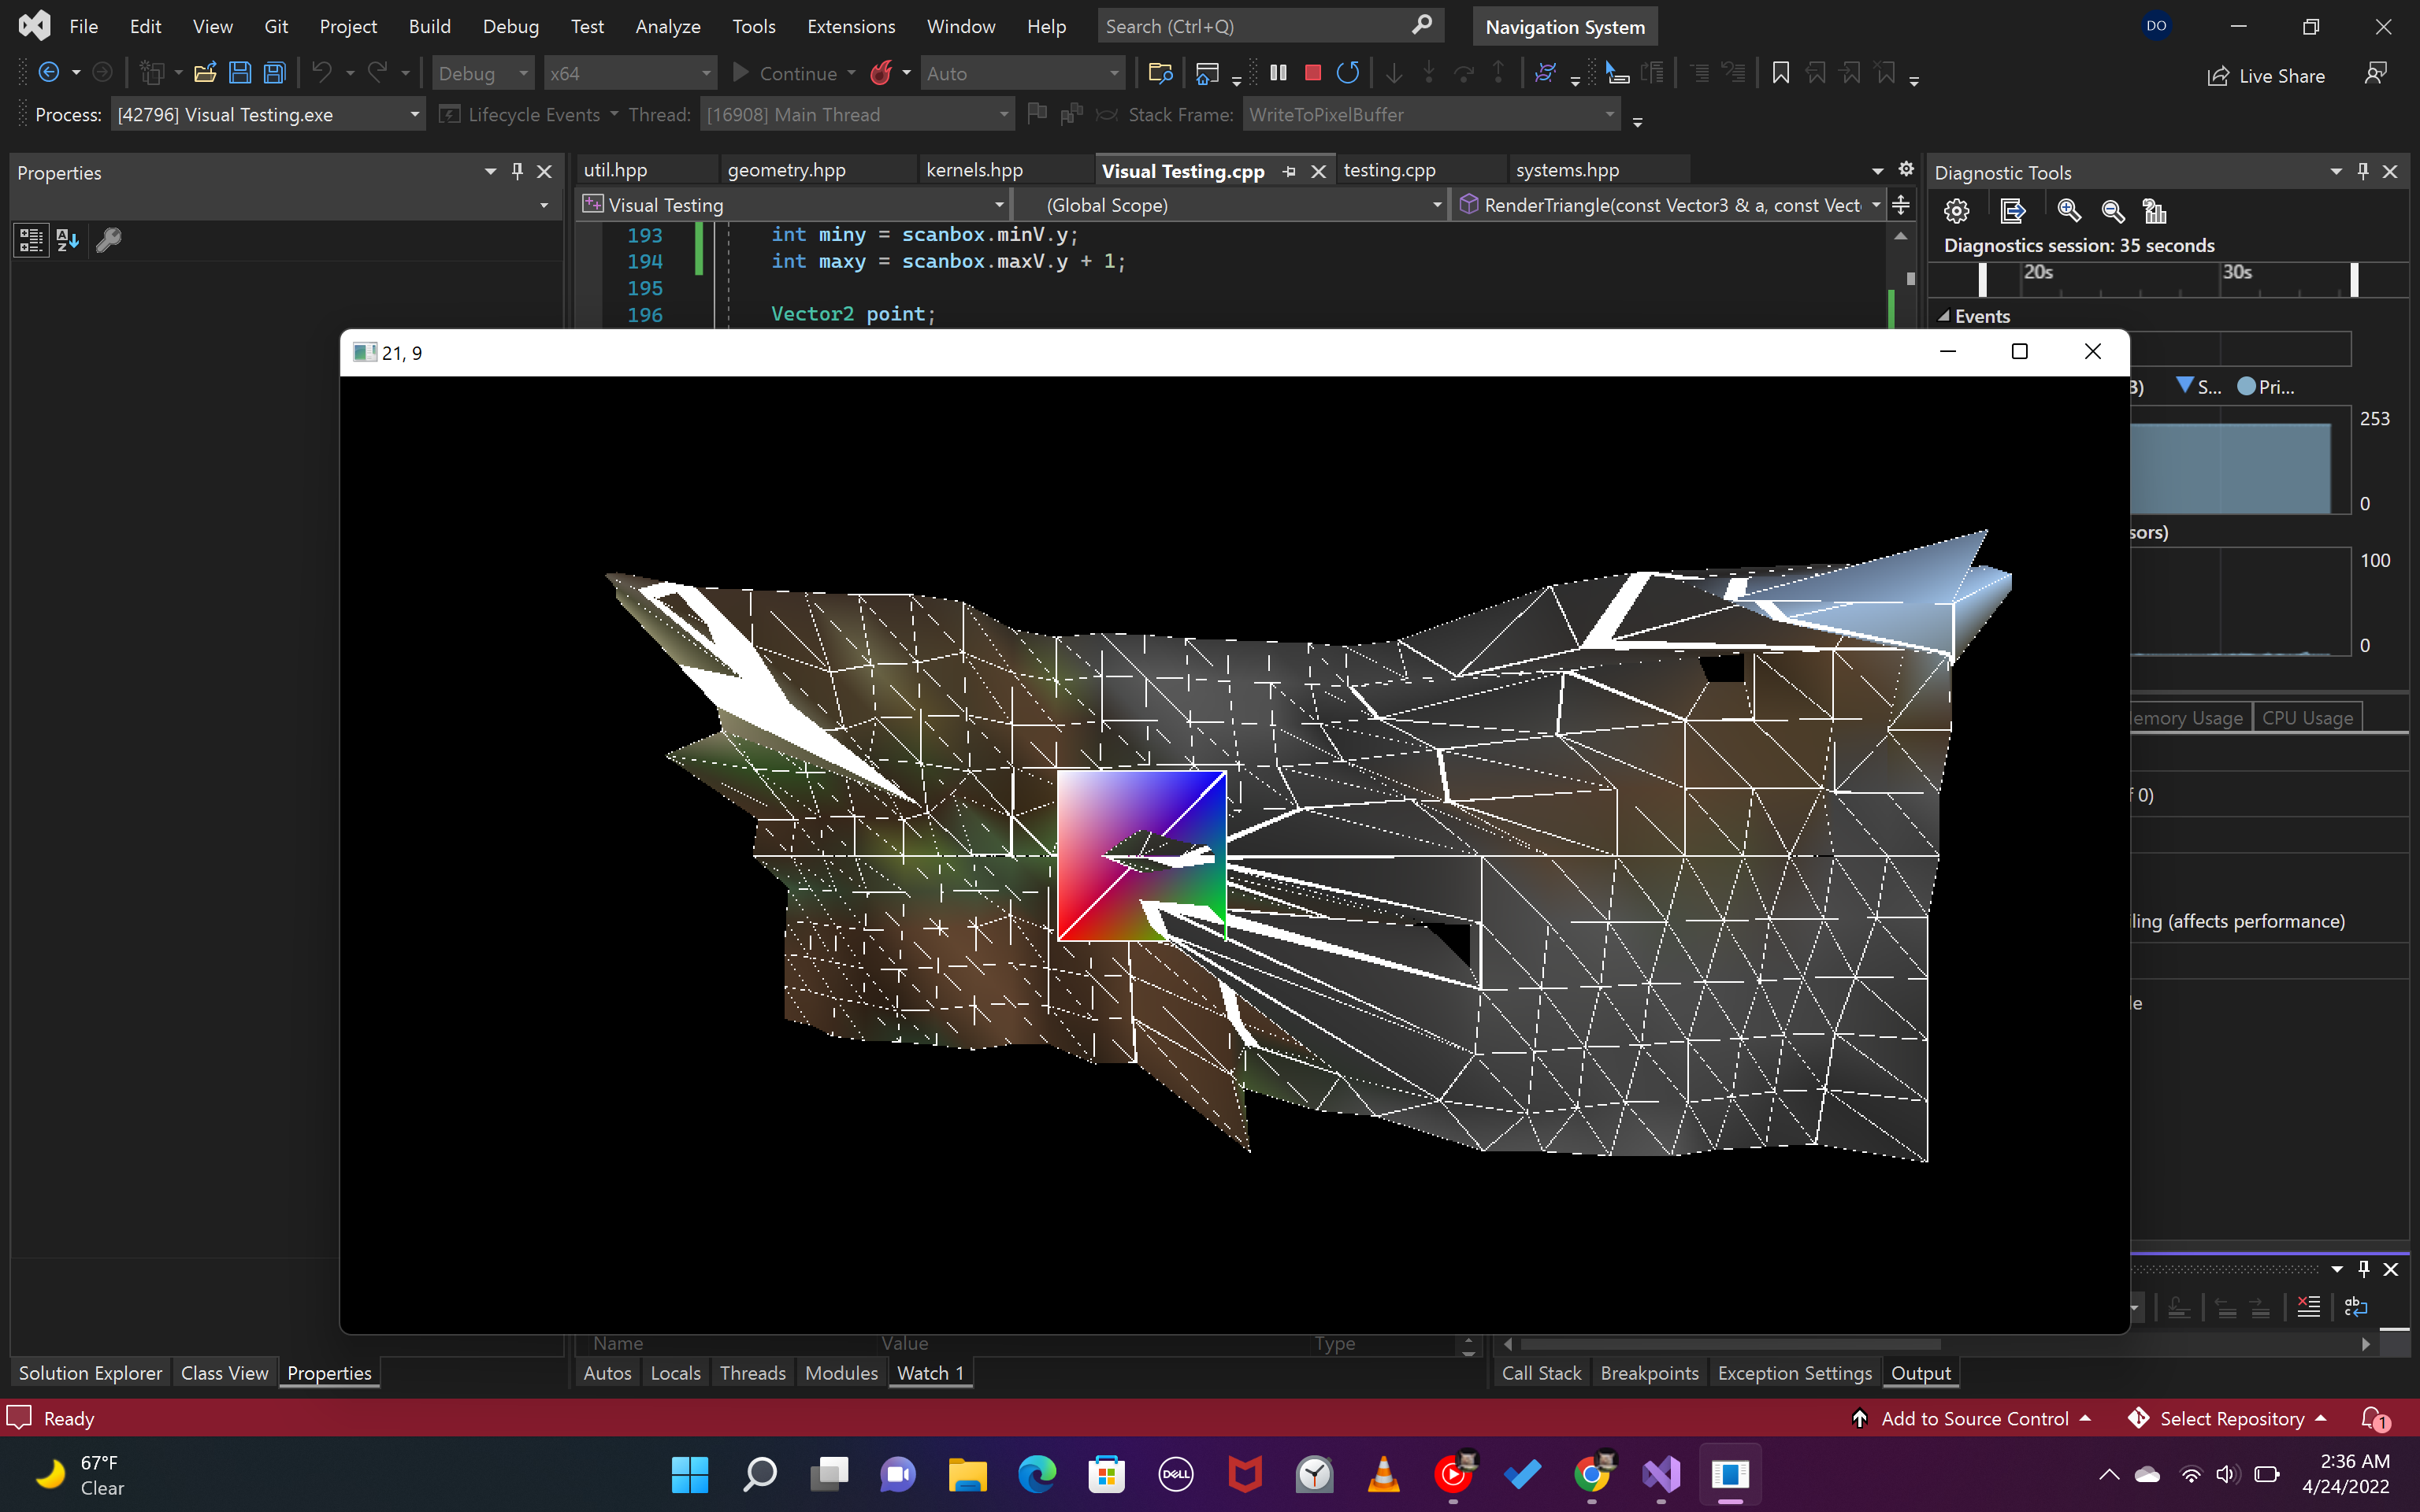 File Edit View Git Project Build Debug Test Analyze Tools Extensions Window Help Search (Ctrl+Q) Navigation System DO
Debug x64 Continue Auto Live Share
Process: [42796] Visual Testing.exe Lifecycle Events Thread: [16908] Main Thread Stack Frame: WriteToPixelBuffer
Properties
util.hpp geometry.hpp kernels.hpp Visual Testing.cpp testing.cpp systems.hpp
Diagnostic Tools
Visual Testing (Global Scope) RenderTriangle(const Vector3 & a, const Vect
Diagnostics session: 35 seconds
20s 30s
193 int miny = scanbox.minV.y;
194 int maxy = scanbox.maxV.y + 1;
195
196 Vector2 point;
Events
21, 9
B) S... Pri...
253
0
sors)
100
0
emory Usage CPU Usage
f 0)
ling (affects performance)
le
Name Value Type
Solution Explorer Class View Properties
Autos Locals Threads Modules Watch 1
Call Stack Breakpoints Exception Settings Output
Ready Add to Source Control Select Repository 1
67°F
Clear
DELL
2:36 AM
4/24/2022